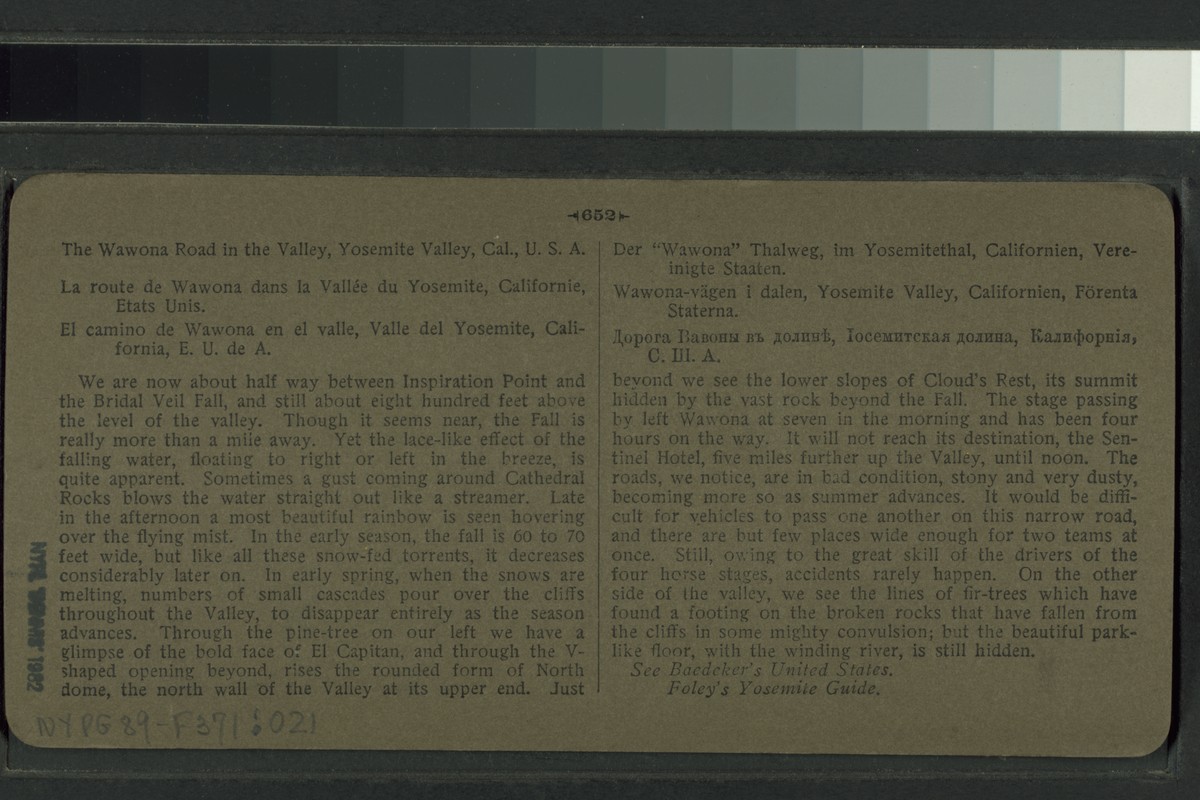 652
The Wawona Road in the Valley, Yosemite Valley, Cal., U. S. A.
La route de Wawona dans la Vallée du Yosemite, Californie,
Etats Unis.
El camino de Wawona en el valle, Valle del Yosemite, Cali-
fornia, E. U. de A.
We are now about half way between Inspiration Point and
the Bridal Veil Fall, and still about eight hundred feet above
the level of the valley. Though it seems near, the Fall is
really more than a mile away. Yet the lace-like effect of the
falling water, floating to right or left in the breeze, is
quite apparent. Sometimes a gust coming around Cathedral
Rocks blows the water straight out like a streamer. Late
in the afternoon a most beautiful rainbow is seen hovering
over the flying mist. In the early season, the fall is 60 to 70
feet wide, but like all these snow-fed torrents, it decreases
considerably later on. In early spring, when the snows are
melting, numbers of small cascades pour over the cliffs
throughout the Valley, to disappear entirely as the season
advances. Through the pine-tree on our left we have a
glimpse of the bold face of El Capitan, and through the V-
shaped opening beyond, rises the rounded form of North
dome, the north wall of the Valley at its upper end. Just
Der “Wawona” Thalweg, im Yosemitethal, Californien, Vere-
inigte Staaten.
Wawona-vägen i dalen, Yosemite Valley, Californien, Förenta
Staterna.
Дорога Вавоны въ долинѣ, Іосемитская долина, Калифорнія,
С. Ш. А.
beyond we see the lower slopes of Cloud's Rest, its summit
hidden by the vast rock beyond the Fall. The stage passing
by left Wawona at seven in the morning and has been four
hours on the way. It will not reach its destination, the Sen-
tinel Hotel, five miles further up the Valley, until noon. The
roads, we notice, are in bad condition, stony and very dusty,
becoming more so as summer advances. It would be diffi-
cult for vehicles to pass one another on this narrow road,
and there are but few places wide enough for two teams at
once. Still, owing to the great skill of the drivers of the
four horse stages, accidents rarely happen. On the other
side of the valley, we see the lines of fir-trees which have
found a footing on the broken rocks that have fallen from
the cliffs in some mighty convulsion; but the beautiful park-
like floor, with the winding river, is still hidden.
See Baedeker's United States.
Foley's Yosemite Guide.
NYPG 89-F371:021
1982